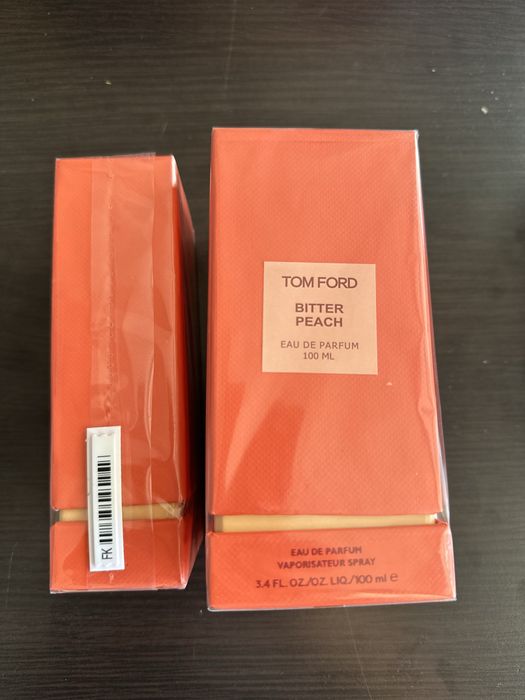 TOM FORD
BITTER
PEACH
EAU DE PARFUM
100 ML
EAU DE PARFUM
VAPORISATEUR SPRAY
3.4 FL. OZ./OZ. LIQ./100 ml e
FK